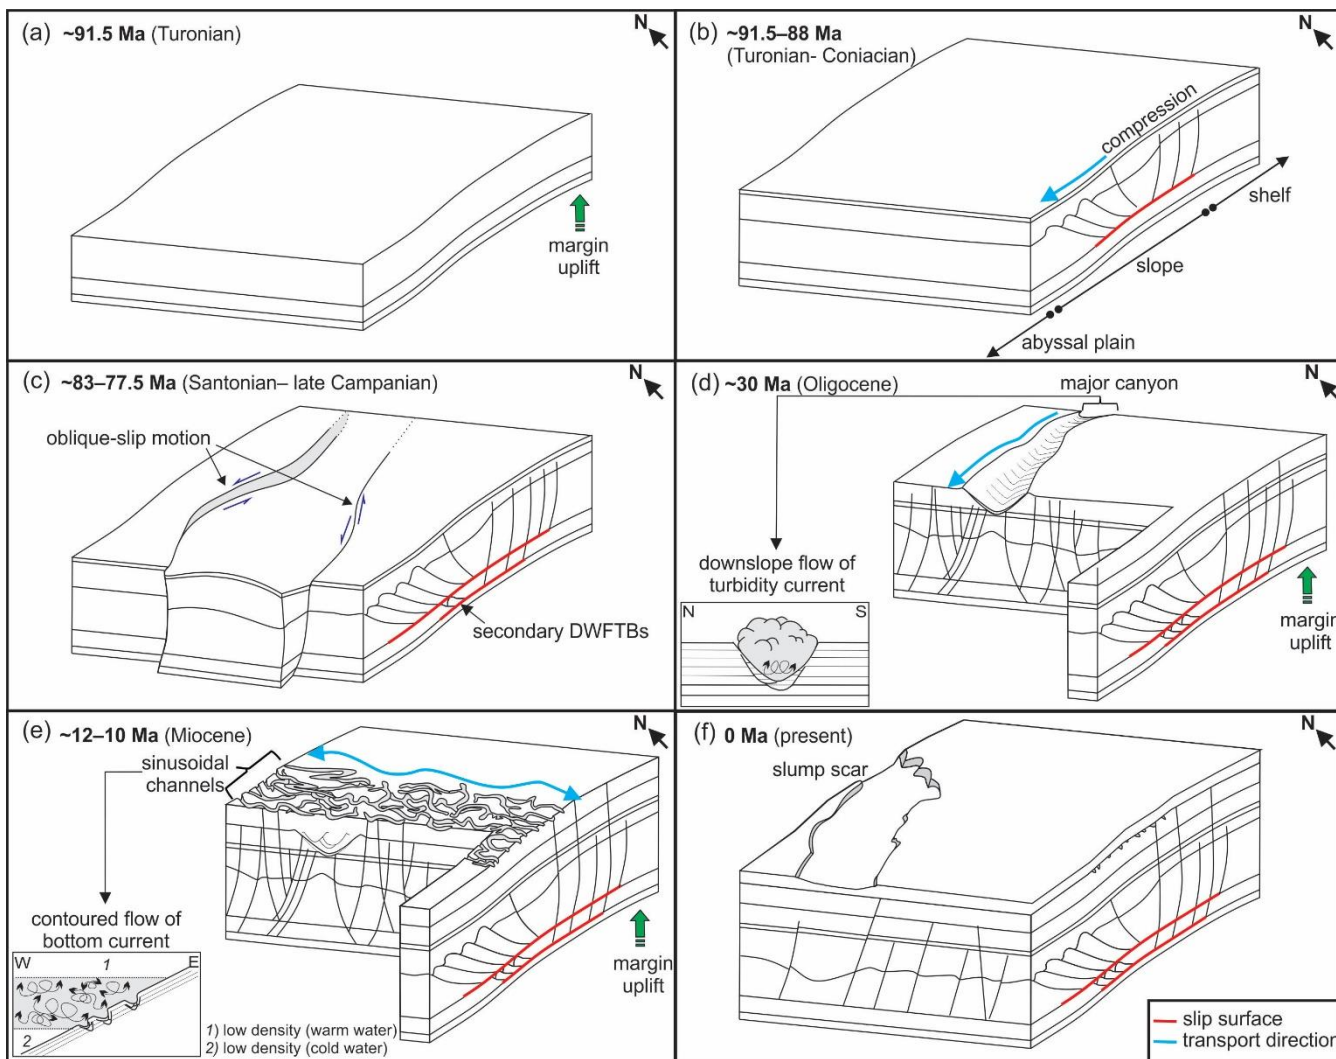 (a) ~91.5 Ma (Turonian)
N
margin
uplift
(b) ~91.5–88 Ma
(Turonian- Coniacian)
N
compression
shelf
slope
abyssal plain
(c) ~83–77.5 Ma (Santonian– late Campanian)
N
oblique-slip motion
secondary DWFTBs
(d) ~30 Ma (Oligocene)
major canyon
N
downslope flow of
turbidity current
N S
margin
uplift
(e) ~12–10 Ma (Miocene)
N
sinusoidal
channels
contoured flow of
bottom current
W 1 E
2
margin
uplift
1) low density (warm water)
2) low density (cold water)
(f) 0 Ma (present)
N
slump scar
slip surface
transport direction